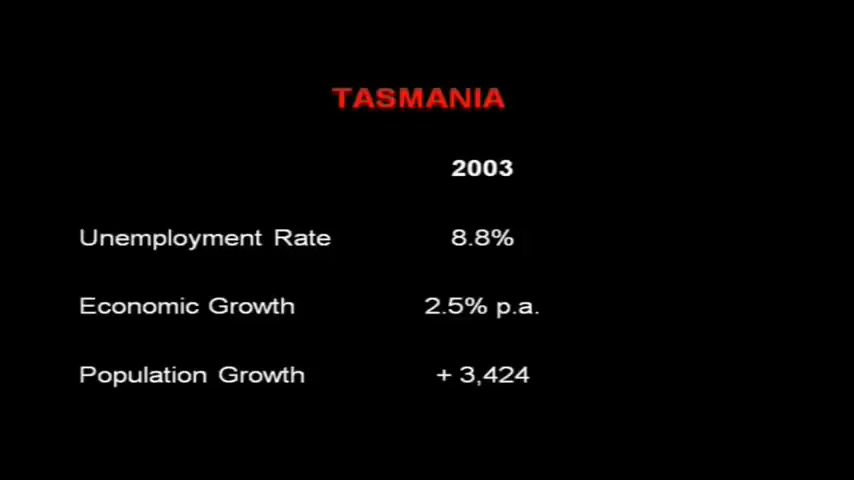 TASMANIA
2003
Unemployment Rate 8.8%
Economic Growth 2.5% p.a.
Population Growth + 3,424